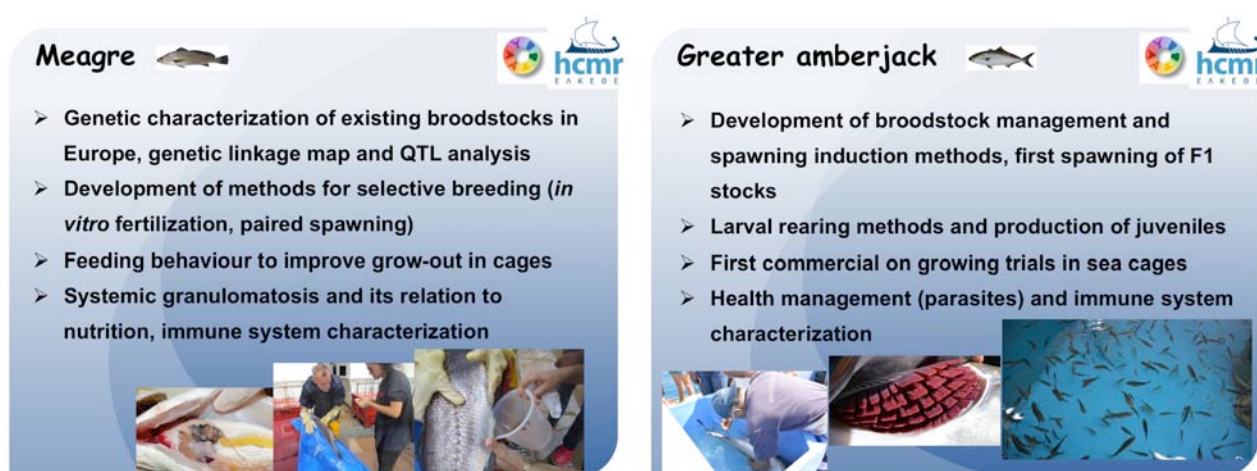 Meagre
hcmr
ΕΛΚΕΘΕ
➢ Genetic characterization of existing broodstocks in
Europe, genetic linkage map and QTL analysis
➢ Development of methods for selective breeding (in
vitro fertilization, paired spawning)
➢ Feeding behaviour to improve grow-out in cages
➢ Systemic granulomatosis and its relation to
nutrition, immune system characterization
Greater amberjack
hcmr
ΕΛΚΕΘΕ
➢ Development of broodstock management and
spawning induction methods, first spawning of F1
stocks
➢ Larval rearing methods and production of juveniles
➢ First commercial on growing trials in sea cages
➢ Health management (parasites) and immune system
characterization